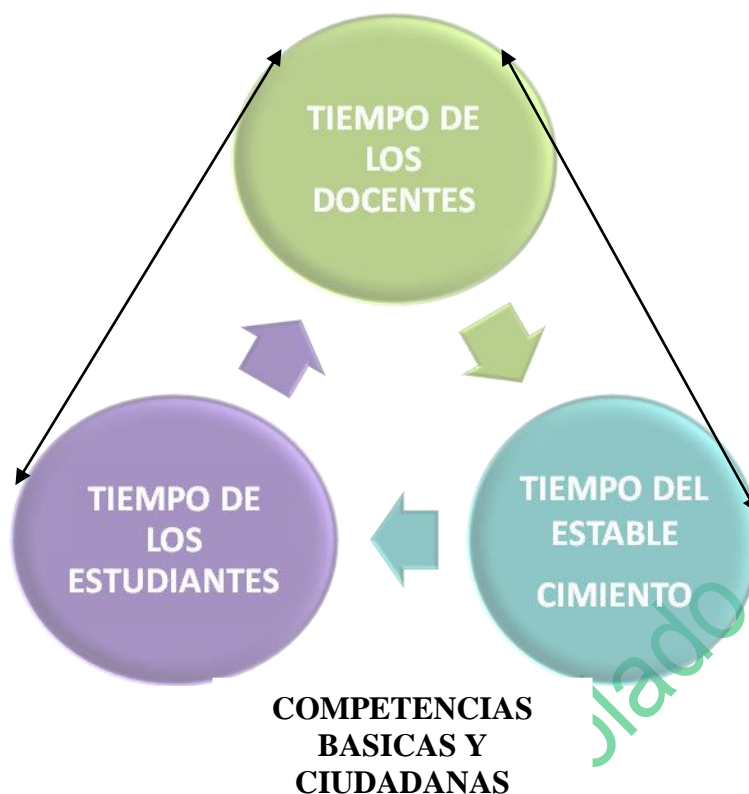 TIEMPO DE
LOS
DOCENTES
TIEMPO DE
LOS
ESTUDIANTES
TIEMPO DEL
ESTABLE
CIMIENTO
COMPETENCIAS
BASICAS Y
CIUDADANAS